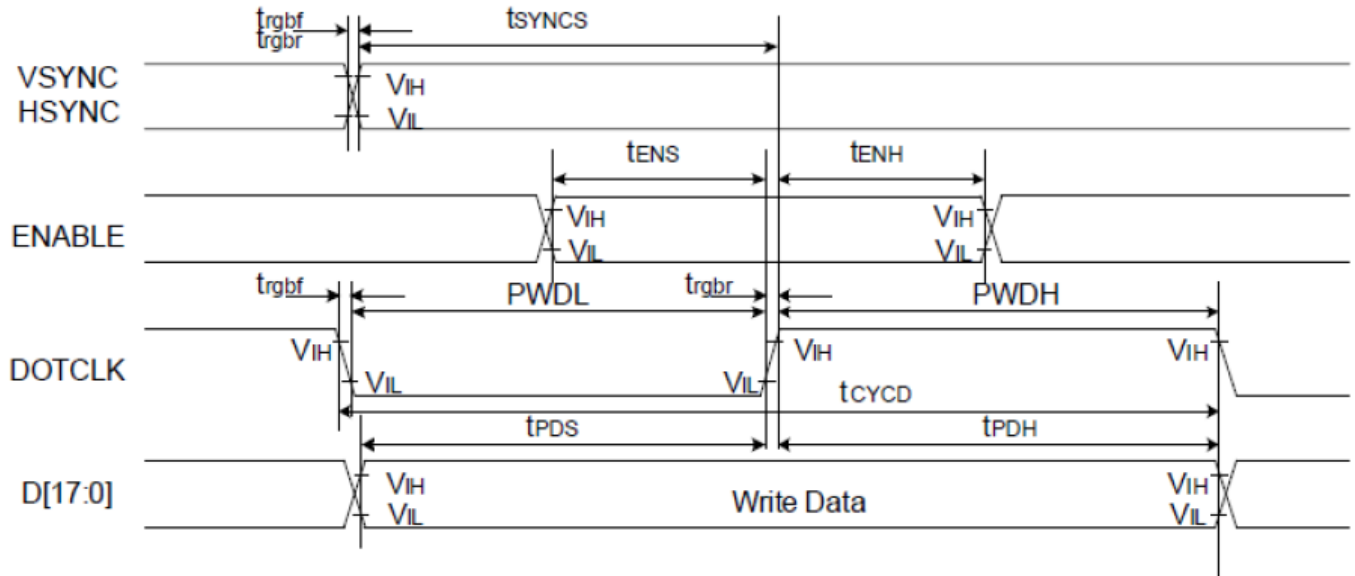 trgbf
trgbr
tSYNCS
VSYNC
HSYNC
VIH
VIL
tENS
tENH
ENABLE
VIH
VIL
VIH
VIL
trgbf
PWDL
trgbr
PWDH
DOTCLK
VIH
VIL
VIL
VIH
VIH
tCYCD
tPDS
tPDH
D[17:0]
VIH
VIL
Write Data
VIH
VIL